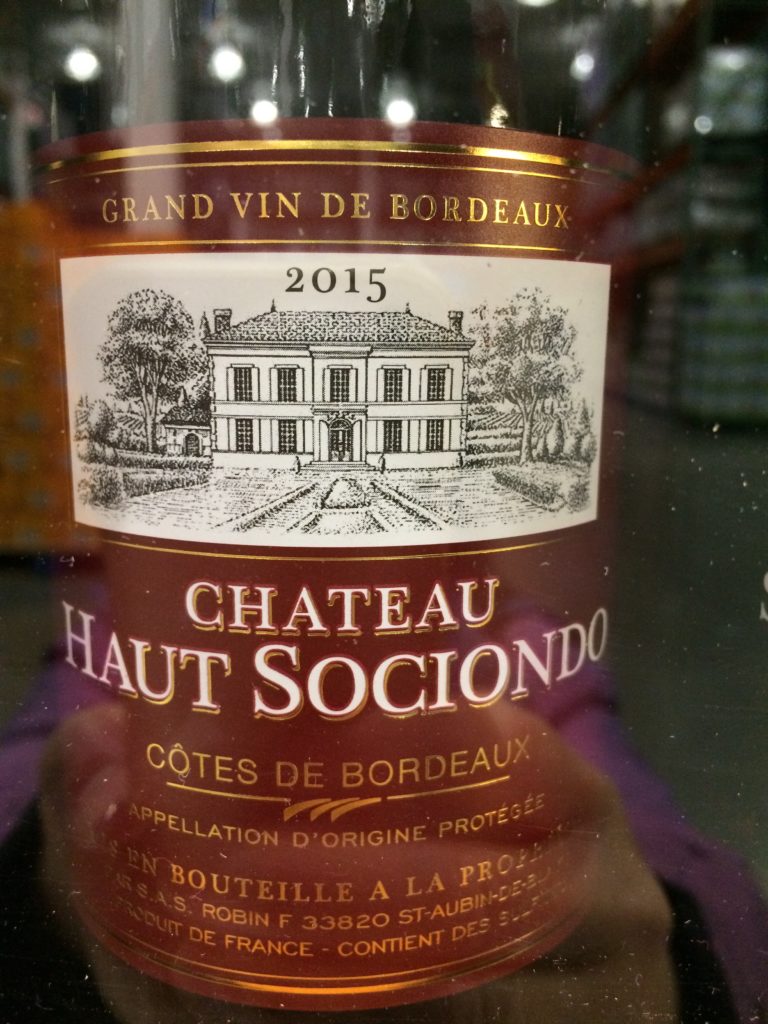 GRAND VIN DE BORDEAUX
2015
CHATEAU
HAUT SOCIONDO
CÔTES DE BORDEAUX
APPELLATION D'ORIGINE PROTÉGÉE
EN BOUTEILLE A LA
S.A.S. ROBIN F 33820 ST-AUBIN-DE-
PRODUIT DE FRANCE - CONTIENT DES